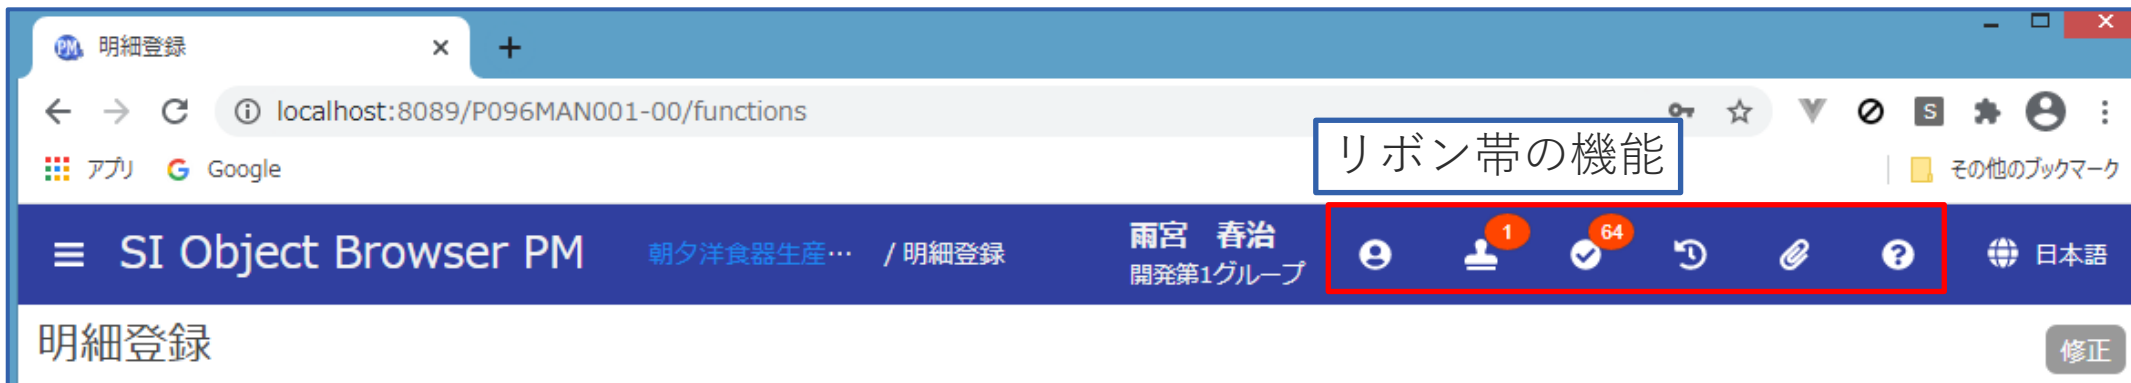 明細登録
localhost:8089/P096MAN001-00/functions
S
アプリ
Google
リボン帯の機能
その他のブックマーク
SI Object Browser PM
朝夕洋食器生産…
/ 明細登録
雨宮　春治
開発第1グループ
1
64
日本語
明細登録
修正